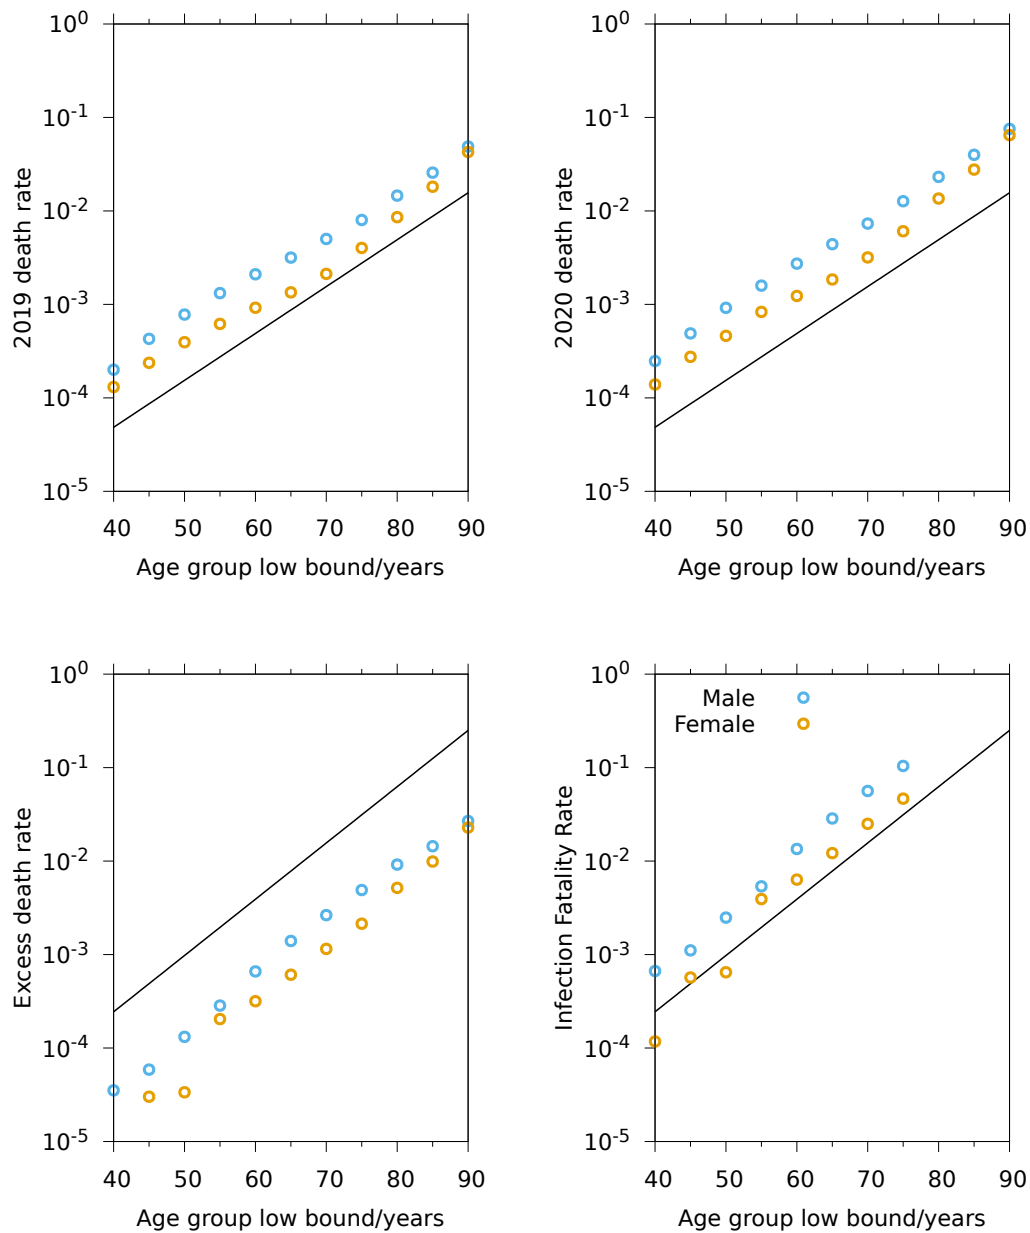 2019 death rate
10^0
10^-1
10^-2
10^-3
10^-4
10^-5
40 50 60 70 80 90
Age group low bound/years
2020 death rate
10^0
10^-1
10^-2
10^-3
10^-4
10^-5
40 50 60 70 80 90
Age group low bound/years
Excess death rate
10^0
10^-1
10^-2
10^-3
10^-4
10^-5
40 50 60 70 80 90
Age group low bound/years
Infection Fatality Rate
10^0
10^-1
10^-2
10^-3
10^-4
10^-5
Male
Female
40 50 60 70 80 90
Age group low bound/years